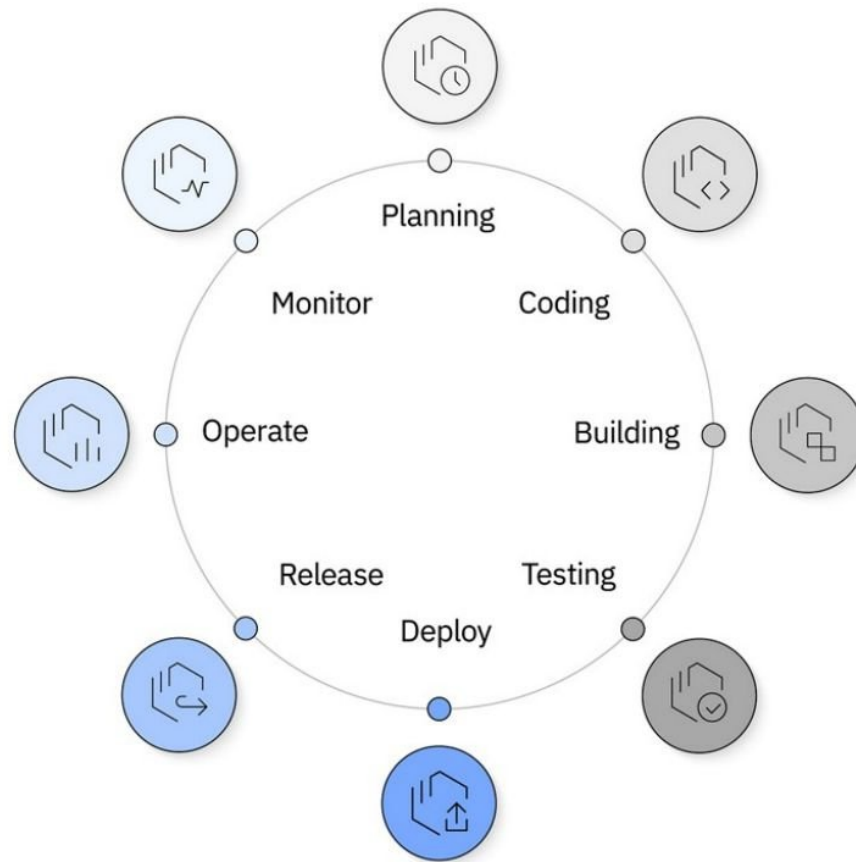 Planning
Coding
Building
Testing
Deploy
Release
Operate
Monitor